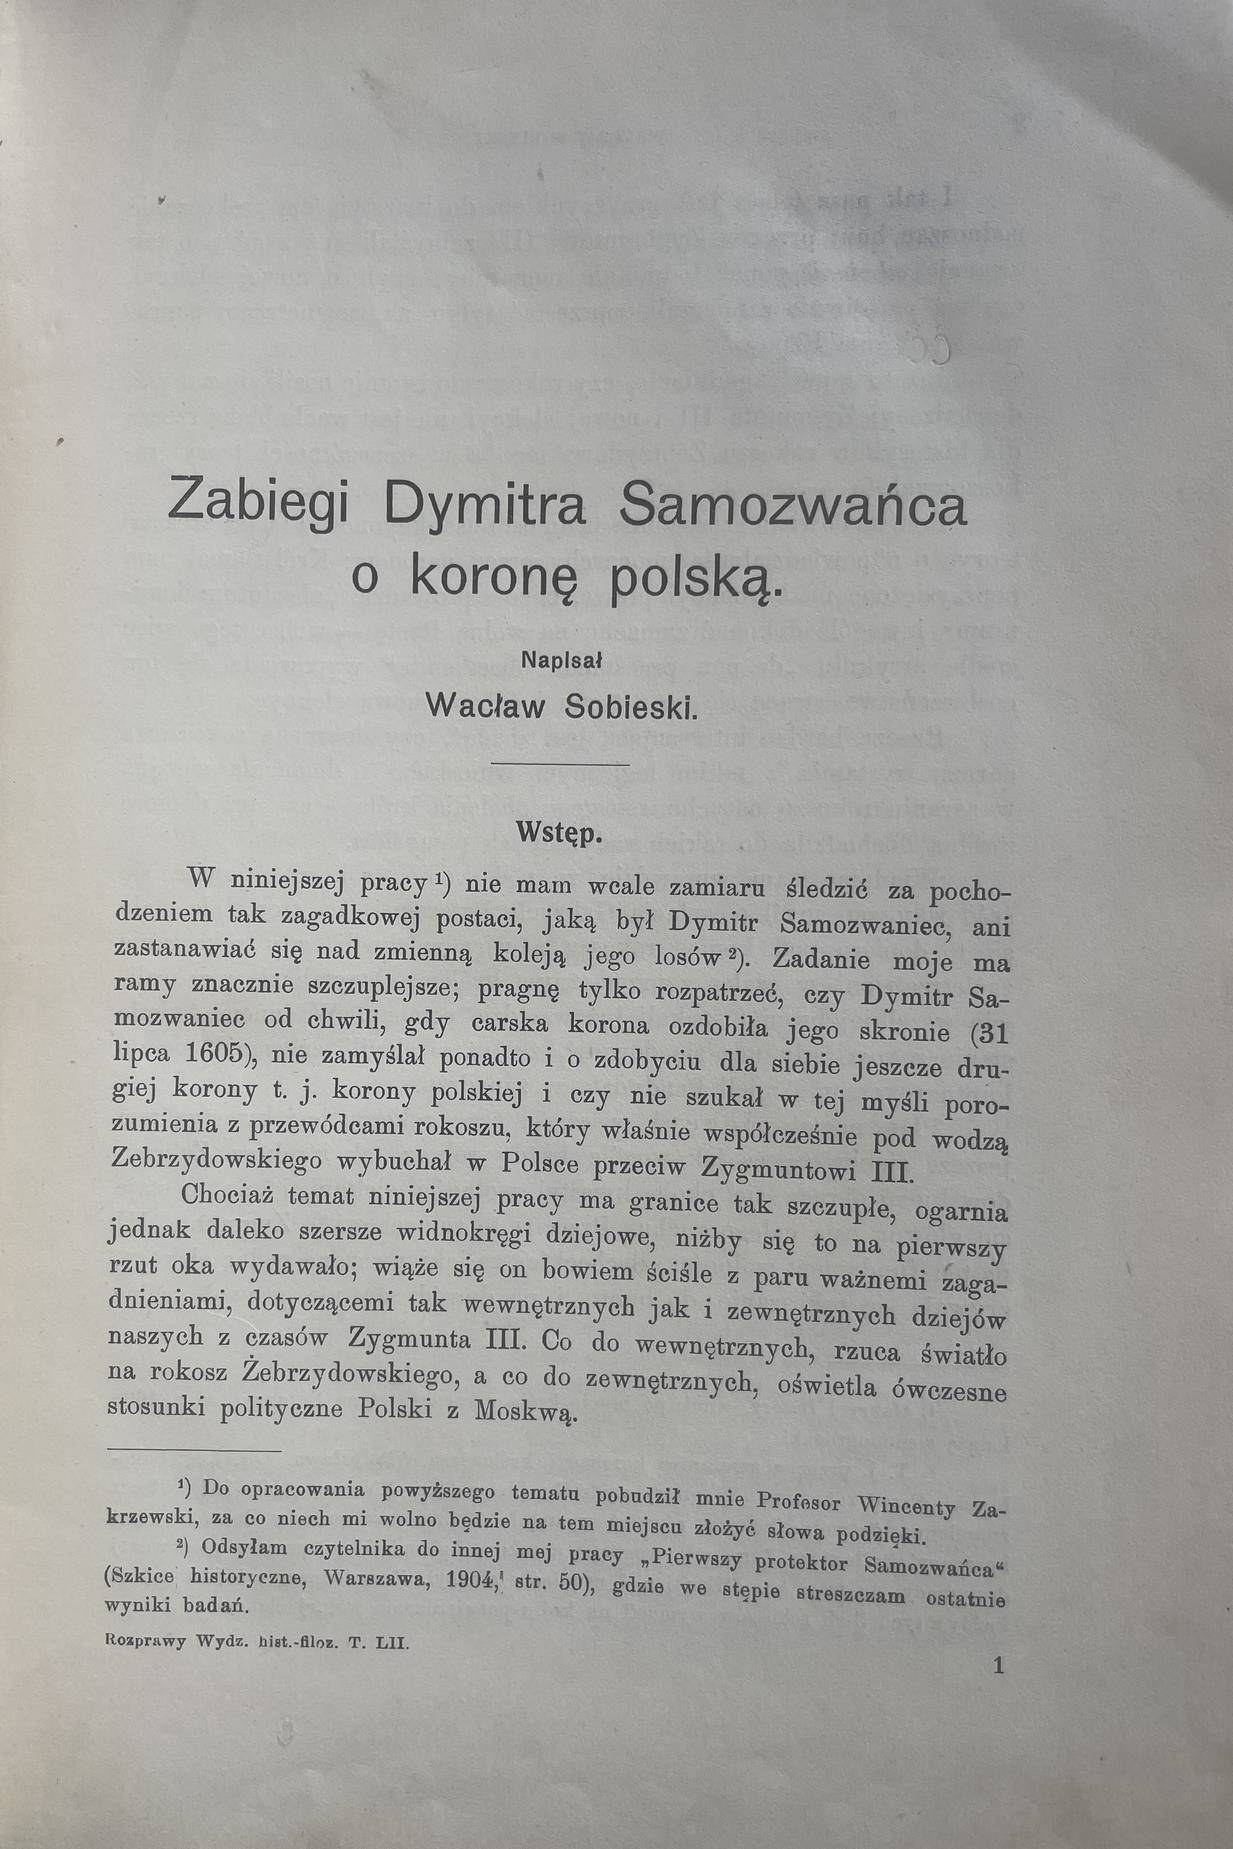 Zabiegi Dymitra Samozwańca
o koronę polską.
Napisał
Wacław Sobieski.
Wstęp.
W niniejszej pracy ¹) nie mam wcale zamiaru śledzić za pocho-
dzeniem tak zagadkowej postaci, jaką był Dymitr Samozwaniec, ani
zastanawiać się nad zmienną koleją jego losów ²). Zadanie moje ma
ramy znacznie szczuplejsze; pragnę tylko rozpatrzeć, czy Dymitr Sa-
mozwaniec od chwili, gdy carska korona ozdobiła jego skronie (31
lipca 1605), nie zamyślał ponadto i o zdobyciu dla siebie jeszcze dru-
giej korony t. j. korony polskiej i czy nie szukał w tej myśli poro-
zumienia z przewódcami rokoszu, który właśnie współcześnie pod wodzą
Zebrzydowskiego wybuchał w Polsce przeciw Zygmuntowi III.
Chociaż temat niniejszej pracy ma granice tak szczupłe, ogarnia
jednak daleko szersze widnokręgi dziejowe, niżby się to na pierwszy
rzut oka wydawało; wiąże się on bowiem ściśle z paru ważnemi zaga-
dnieniami, dotyczącemi tak wewnętrznych jak i zewnętrznych dziejów
naszych z czasów Zygmunta III. Co do wewnętrznych, rzuca światło
na rokosz Żebrzydowskiego, a co do zewnętrznych, oświetla ówczesne
stosunki polityczne Polski z Moskwą.
¹) Do opracowania powyższego tematu pobudził mnie Profesor Wincenty Za-
krzewski, za co niech mi wolno będzie na tem miejscu złożyć słowa podzięki.
²) Odsyłam czytelnika do innej mej pracy „Pierwszy protektor Samozwańca“
(Szkice historyczne, Warszawa, 1904, str. 50), gdzie we stępie streszczam ostatnie
wyniki badań.
Rozprawy Wydz. hist.-filoz. T. LII.
1